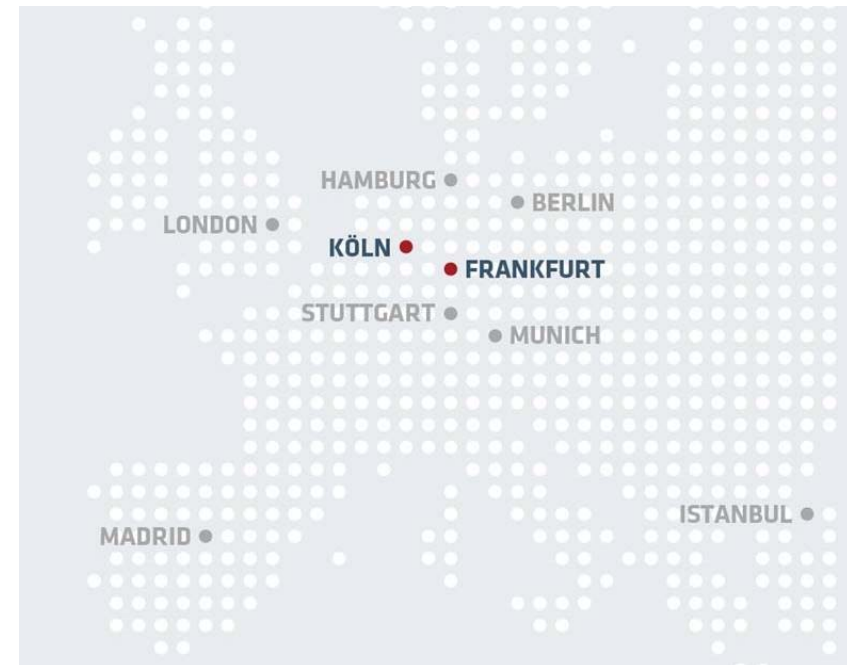 HAMBURG
BERLIN
LONDON
KÖLN
FRANKFURT
STUTTGART
MUNICH
ISTANBUL
MADRID